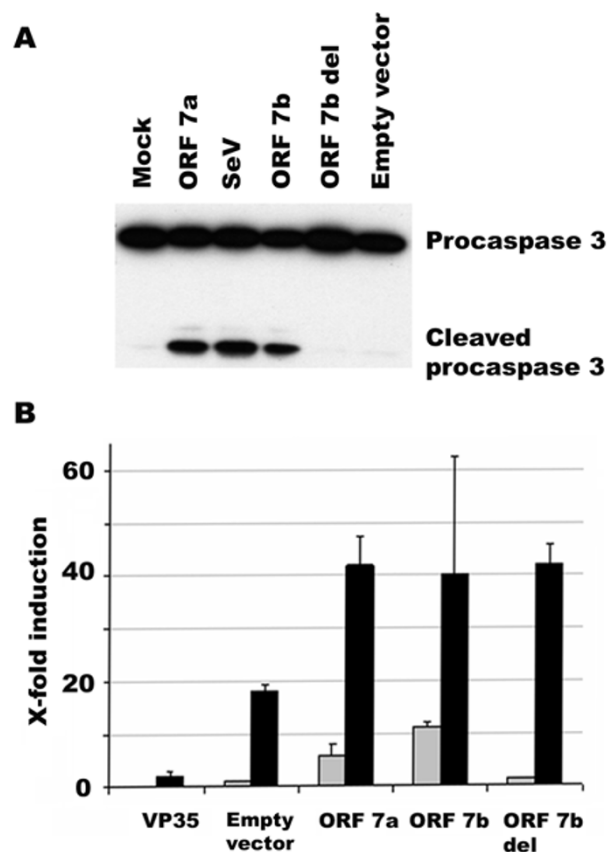 A
Mock
ORF 7a
SeV
ORF 7b
ORF 7b del
Empty vector
Procaspase 3
Cleaved
procaspase 3
B
X-fold induction
60
40
20
0
VP35
Empty
vector
ORF 7a
ORF 7b
ORF 7b
del